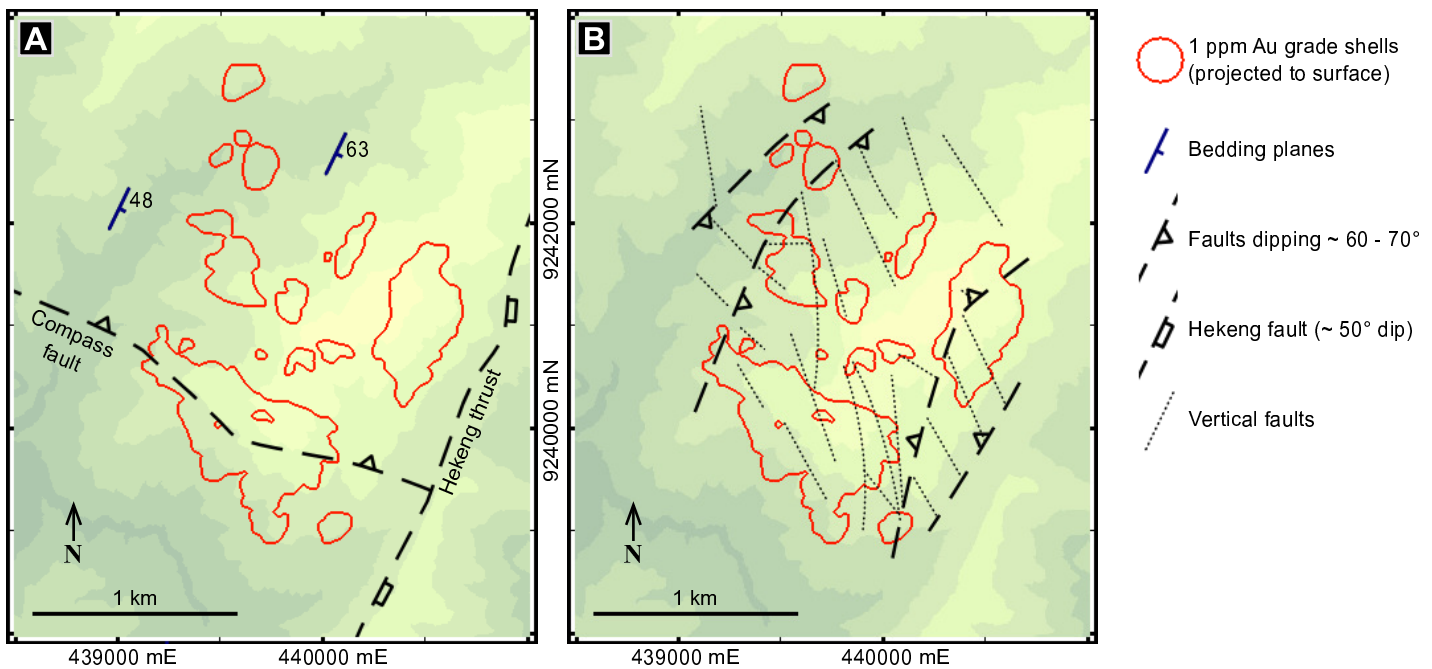 A
B
63
48
Compass
fault
Hekeng thrust
N
1 km
439000 mE
440000 mE
9242000 mN
9240000 mN
N
1 km
439000 mE
440000 mE
1 ppm Au grade shells
(projected to surface)
Bedding planes
Faults dipping ~ 60 - 70°
Hekeng fault (~ 50° dip)
Vertical faults